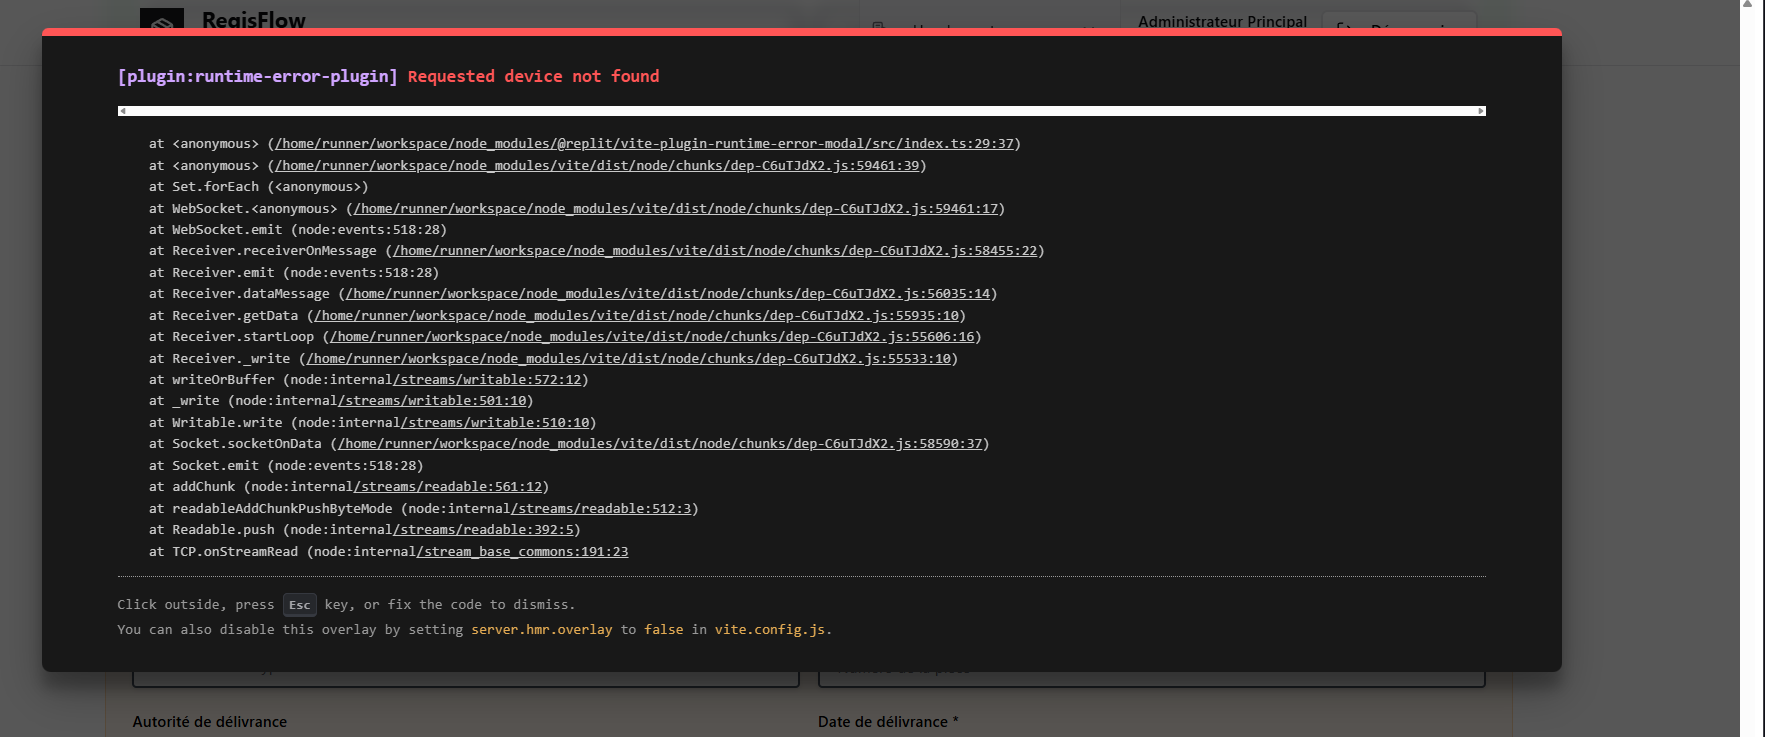 RegisFlow
Administrateur Principal
[plugin:runtime-error-plugin] Requested device not found
at <anonymous> (/home/runner/workspace/node_modules/@replit/vite-plugin-runtime-error-modal/src/index.ts:29:37)
at <anonymous> (/home/runner/workspace/node_modules/vite/dist/node/chunks/dep-C6uTJdX2.js:59461:39)
at Set.forEach (<anonymous>)
at WebSocket.<anonymous> (/home/runner/workspace/node_modules/vite/dist/node/chunks/dep-C6uTJdX2.js:59461:17)
at WebSocket.emit (node:events:518:28)
at Receiver.receiverOnMessage (/home/runner/workspace/node_modules/vite/dist/node/chunks/dep-C6uTJdX2.js:58455:22)
at Receiver.emit (node:events:518:28)
at Receiver.dataMessage (/home/runner/workspace/node_modules/vite/dist/node/chunks/dep-C6uTJdX2.js:56035:14)
at Receiver.getData (/home/runner/workspace/node_modules/vite/dist/node/chunks/dep-C6uTJdX2.js:55935:10)
at Receiver.startLoop (/home/runner/workspace/node_modules/vite/dist/node/chunks/dep-C6uTJdX2.js:55606:16)
at Receiver._write (/home/runner/workspace/node_modules/vite/dist/node/chunks/dep-C6uTJdX2.js:55533:10)
at writeOrBuffer (node:internal/streams/writable:572:12)
at _write (node:internal/streams/writable:501:10)
at Writable.write (node:internal/streams/writable:510:10)
at Socket.socketOnData (/home/runner/workspace/node_modules/vite/dist/node/chunks/dep-C6uTJdX2.js:58590:37)
at Socket.emit (node:events:518:28)
at addChunk (node:internal/streams/readable:561:12)
at readableAddChunkPushByteMode (node:internal/streams/readable:512:3)
at Readable.push (node:internal/streams/readable:392:5)
at TCP.onStreamRead (node:internal/stream_base_commons:191:23
Click outside, press Esc key, or fix the code to dismiss.
You can also disable this overlay by setting server.hmr.overlay to false in vite.config.js.
Autorité de délivrance
Date de délivrance *